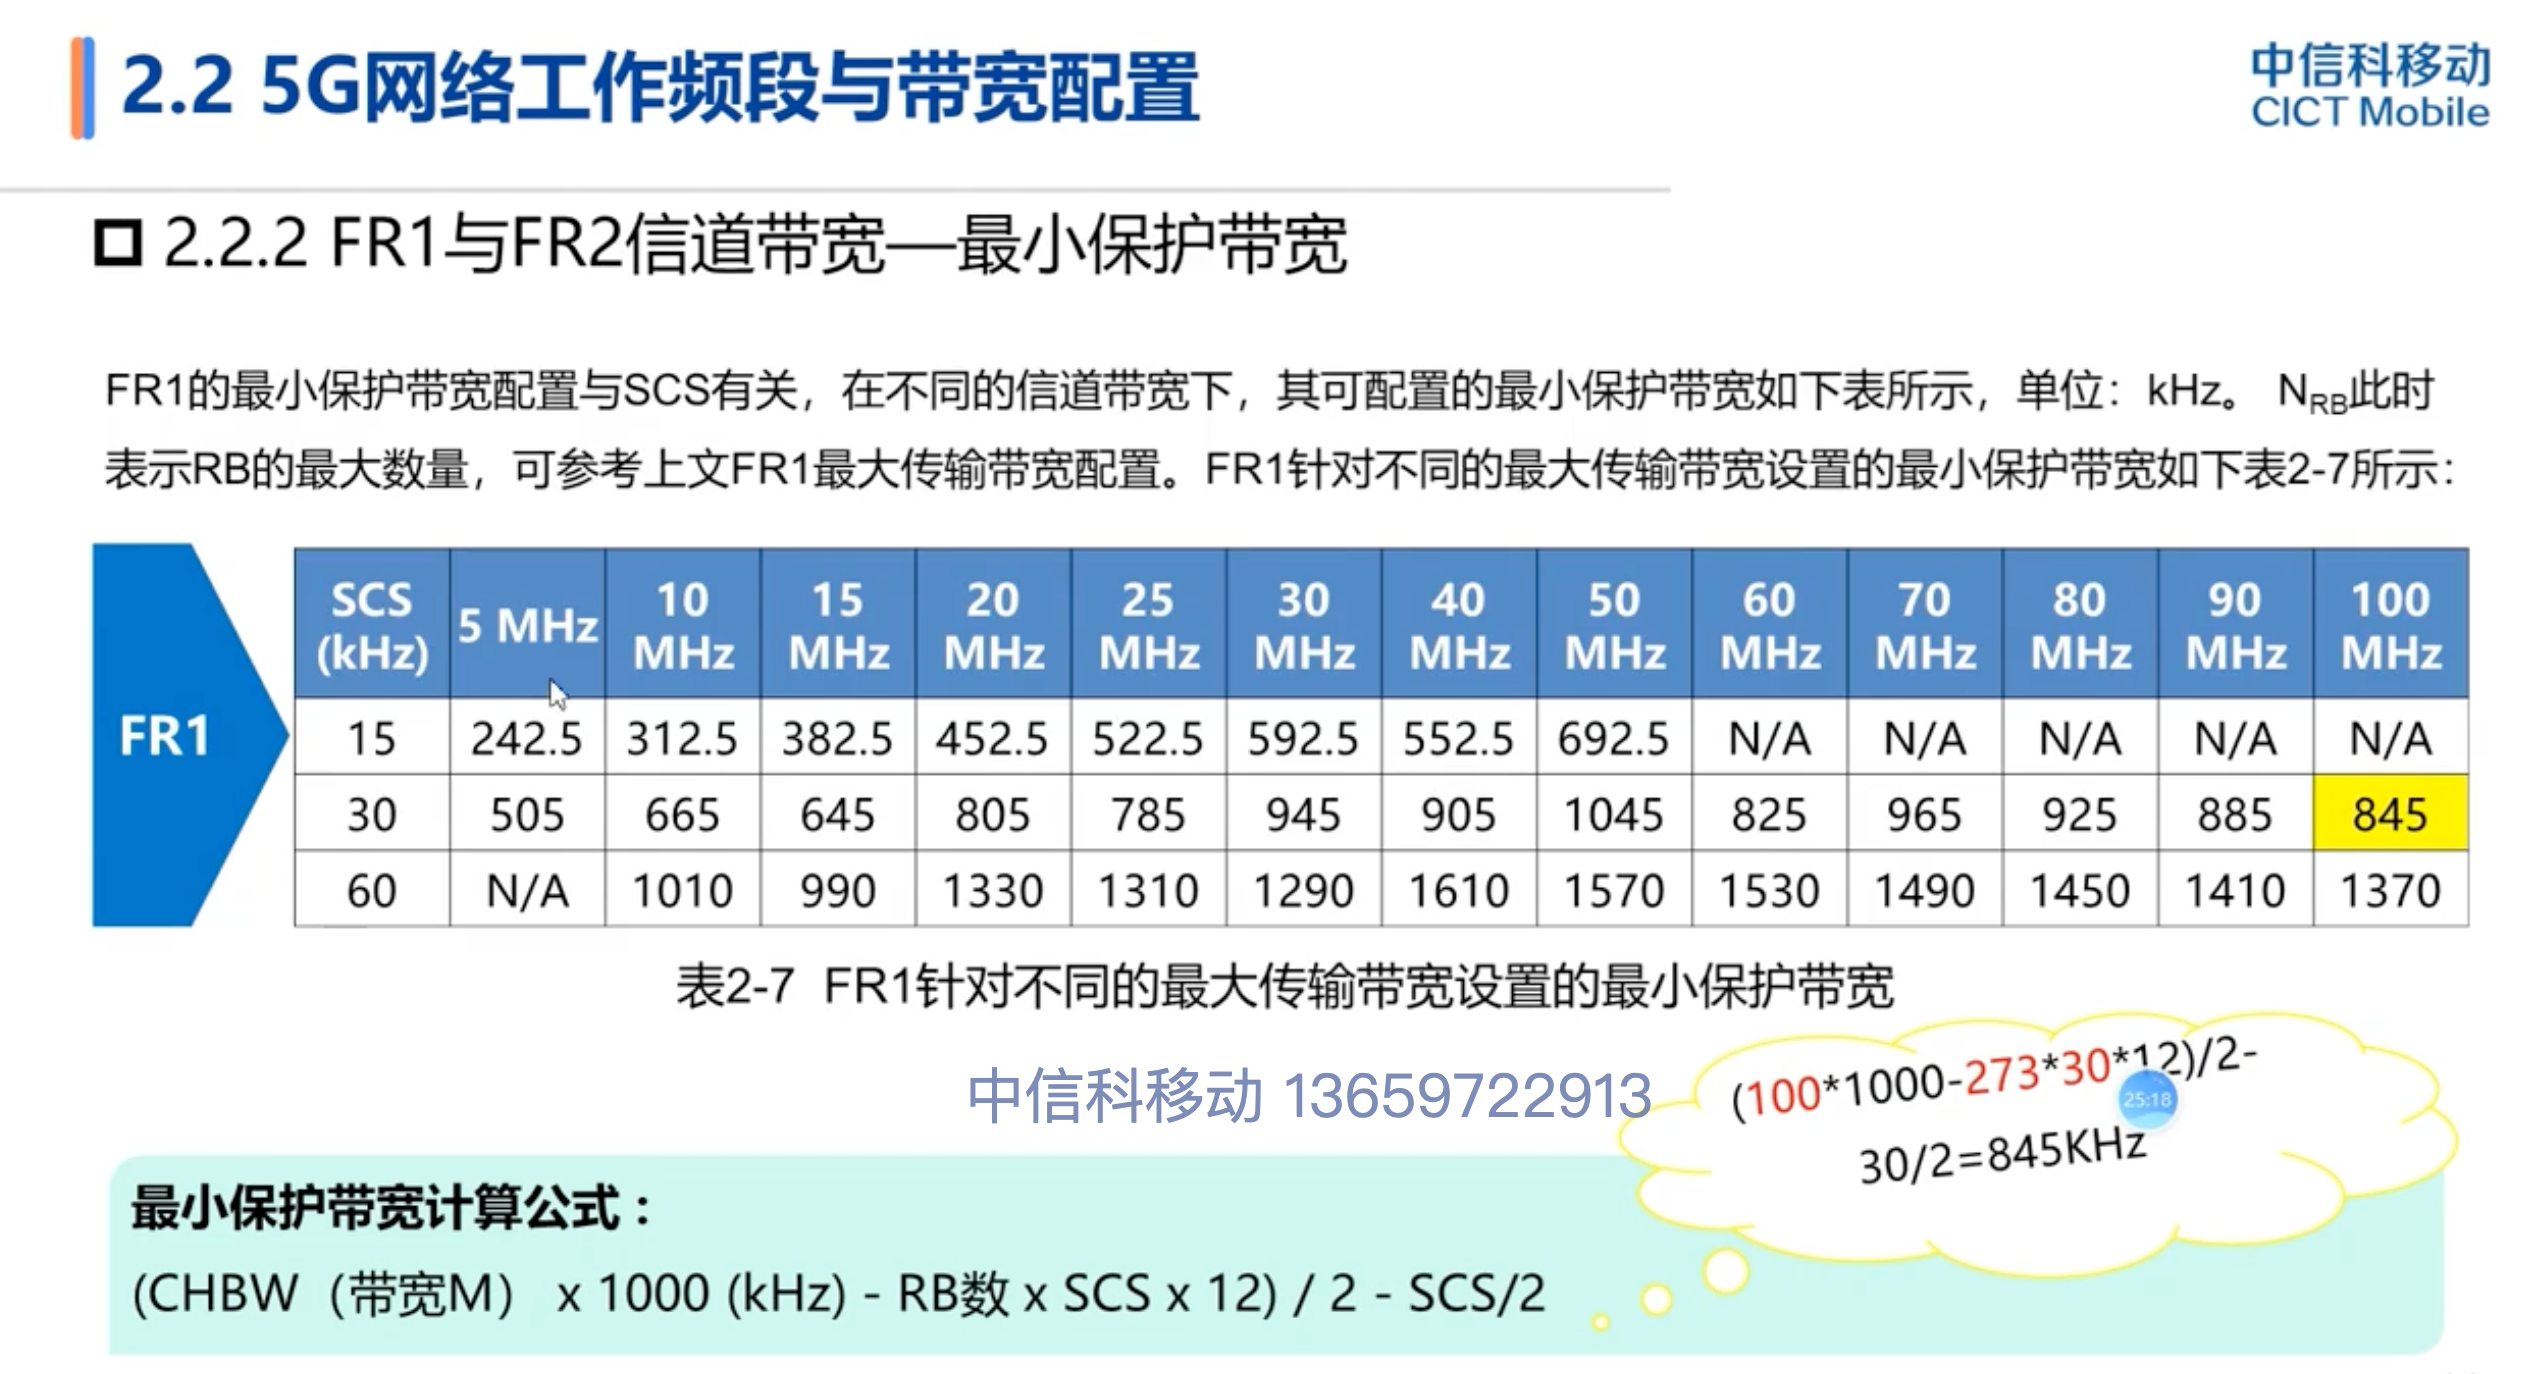 2.2 5G网络工作频段与带宽配置
中信科移动
CICT Mobile
2.2.2 FR1与FR2信道带宽—最小保护带宽
FR1的最小保护带宽配置与SCS有关，在不同的信道带宽下，其可配置的最小保护带宽如下表所示，单位：kHz。 NRB此时
表示RB的最大数量，可参考上文FR1最大传输带宽配置。FR1针对不同的最大传输带宽设置的最小保护带宽如下表2-7所示：
FR1
SCS (kHz) 5 MHz 10 MHz 15 MHz 20 MHz 25 MHz 30 MHz 40 MHz 50 MHz 60 MHz 70 MHz 80 MHz 90 MHz 100 MHz
15 242.5 312.5 382.5 452.5 522.5 592.5 552.5 692.5 N/A N/A N/A N/A N/A
30 505 665 645 805 785 945 905 1045 825 965 925 885 845
60 N/A 1010 990 1330 1310 1290 1610 1570 1530 1490 1450 1410 1370
表2-7 FR1针对不同的最大传输带宽设置的最小保护带宽
中信科移动 13659722913
(100*1000-273*30*12)/2-
25:18
30/2=845KHz
最小保护带宽计算公式：
(CHBW（带宽M） x 1000 (kHz) - RB数 x SCS x 12) / 2 - SCS/2